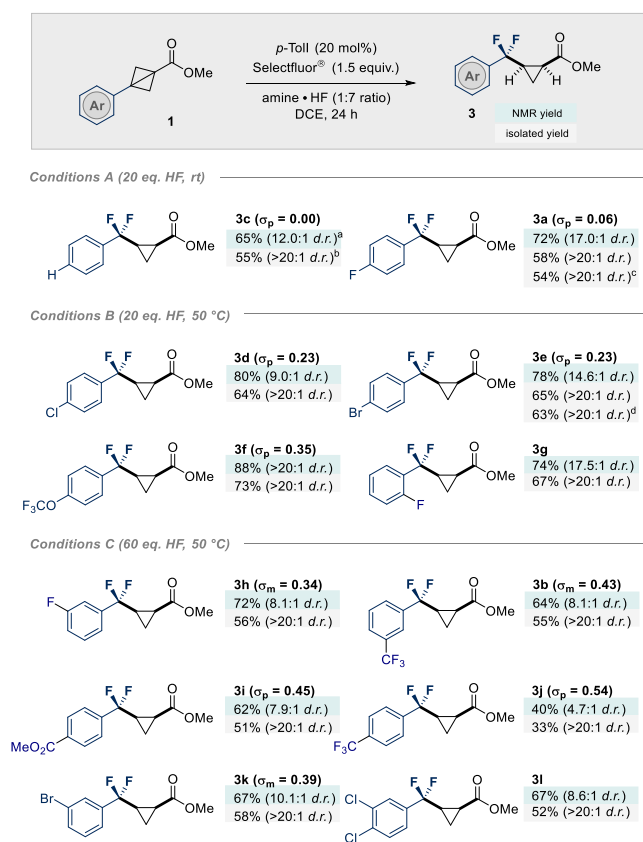 p-Toll (20 mol%)
Selectfluor® (1.5 equiv.)
amine • HF (1:7 ratio)
DCE, 24 h
Ar
O
OMe
1
F F
Ar
H H
O
OMe
3
NMR yield
isolated yield
Conditions A (20 eq. HF, rt)
F F
O
OMe
H
3c (σp = 0.00)
65% (12.0:1 d.r.)a
55% (>20:1 d.r.)b
F F
O
OMe
F
3a (σp = 0.06)
72% (17.0:1 d.r.)
58% (>20:1 d.r.)
54% (>20:1 d.r.)c
Conditions B (20 eq. HF, 50 °C)
F F
O
OMe
Cl
3d (σp = 0.23)
80% (9.0:1 d.r.)
64% (>20:1 d.r.)
F F
O
OMe
Br
3e (σp = 0.23)
78% (14.6:1 d.r.)
65% (>20:1 d.r.)
63% (>20:1 d.r.)d
F F
O
OMe
F3CO
3f (σp = 0.35)
88% (>20:1 d.r.)
73% (>20:1 d.r.)
F F
O
OMe
F
3g
74% (17.5:1 d.r.)
67% (>20:1 d.r.)
Conditions C (60 eq. HF, 50 °C)
F F
O
OMe
F
3h (σm = 0.34)
72% (8.1:1 d.r.)
56% (>20:1 d.r.)
F F
O
OMe
CF3
3b (σm = 0.43)
64% (8.1:1 d.r.)
55% (>20:1 d.r.)
F F
O
OMe
MeO2C
3i (σp = 0.45)
62% (7.9:1 d.r.)
51% (>20:1 d.r.)
F F
O
OMe
F3C
3j (σp = 0.54)
40% (4.7:1 d.r.)
33% (>20:1 d.r.)
F F
O
OMe
Br
3k (σm = 0.39)
67% (10.1:1 d.r.)
58% (>20:1 d.r.)
F F
O
OMe
Cl
Cl
3l
67% (8.6:1 d.r.)
52% (>20:1 d.r.)